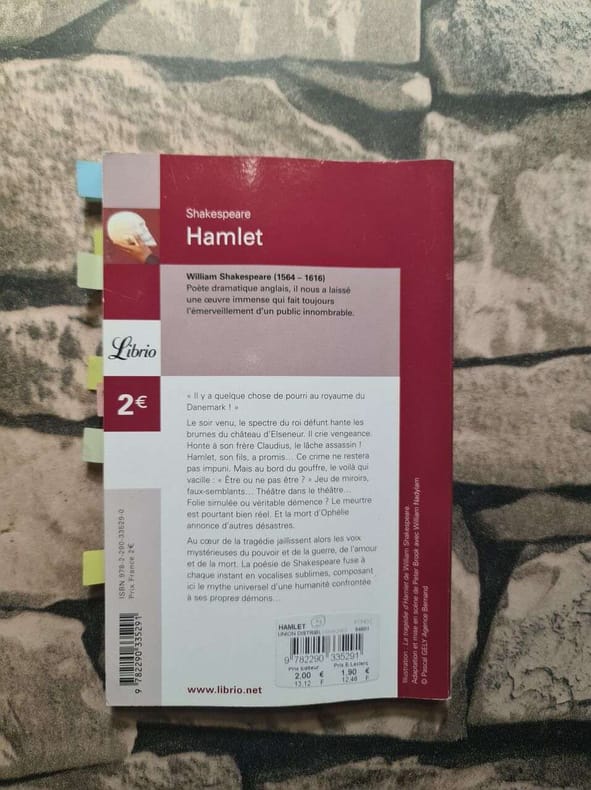 Shakespeare
Hamlet
William Shakespeare (1564 – 1616)
Poète dramatique anglais, il nous a laissé
une œuvre immense qui fait toujours
l'émerveillement d'un public innombrable.
Librio
2€
« Il y a quelque chose de pourri au royaume du
Danemark ! »
Le soir venu, le spectre du roi défunt hante les
brumes du château d'Elseneur. Il crie vengeance.
Honte à son frère Claudius, le lâche assassin !
Hamlet, son fils, a promis... Ce crime ne restera
pas impuni. Mais au bord du gouffre, le voilà qui
vacille : « Être ou ne pas être ? » Jeu de miroirs,
faux-semblants... Théâtre dans le théâtre...
Folie simulée ou véritable démence ? Le meurtre
est pourtant bien réel. Et la mort d'Ophélie
annonce d'autres désastres.
Au cœur de la tragédie jaillissent alors les voix
mystérieuses du pouvoir et de la guerre, de l'amour
et de la mort. La poésie de Shakespeare fuse à
chaque instant en vocalises sublimes, composant
ici le mythe universel d'une humanité confrontée
à ses propres démons...
ISBN 978-2-290-33529-0
Prix France 2€
9 782290 335291
HAMLET
UNION DISTRIB
9 782290 335291
Prix Editeur
Prix E.Leclerc
2,00 €
1,90 €
13,12 F
12,46 F
www.librio.net
Illustration : La tragédie d'Hamlet de William Shakespeare.
Adaptation et mise en scène de Peter Brook avec William Nadylam
© Pascal GELY Agence Bernand